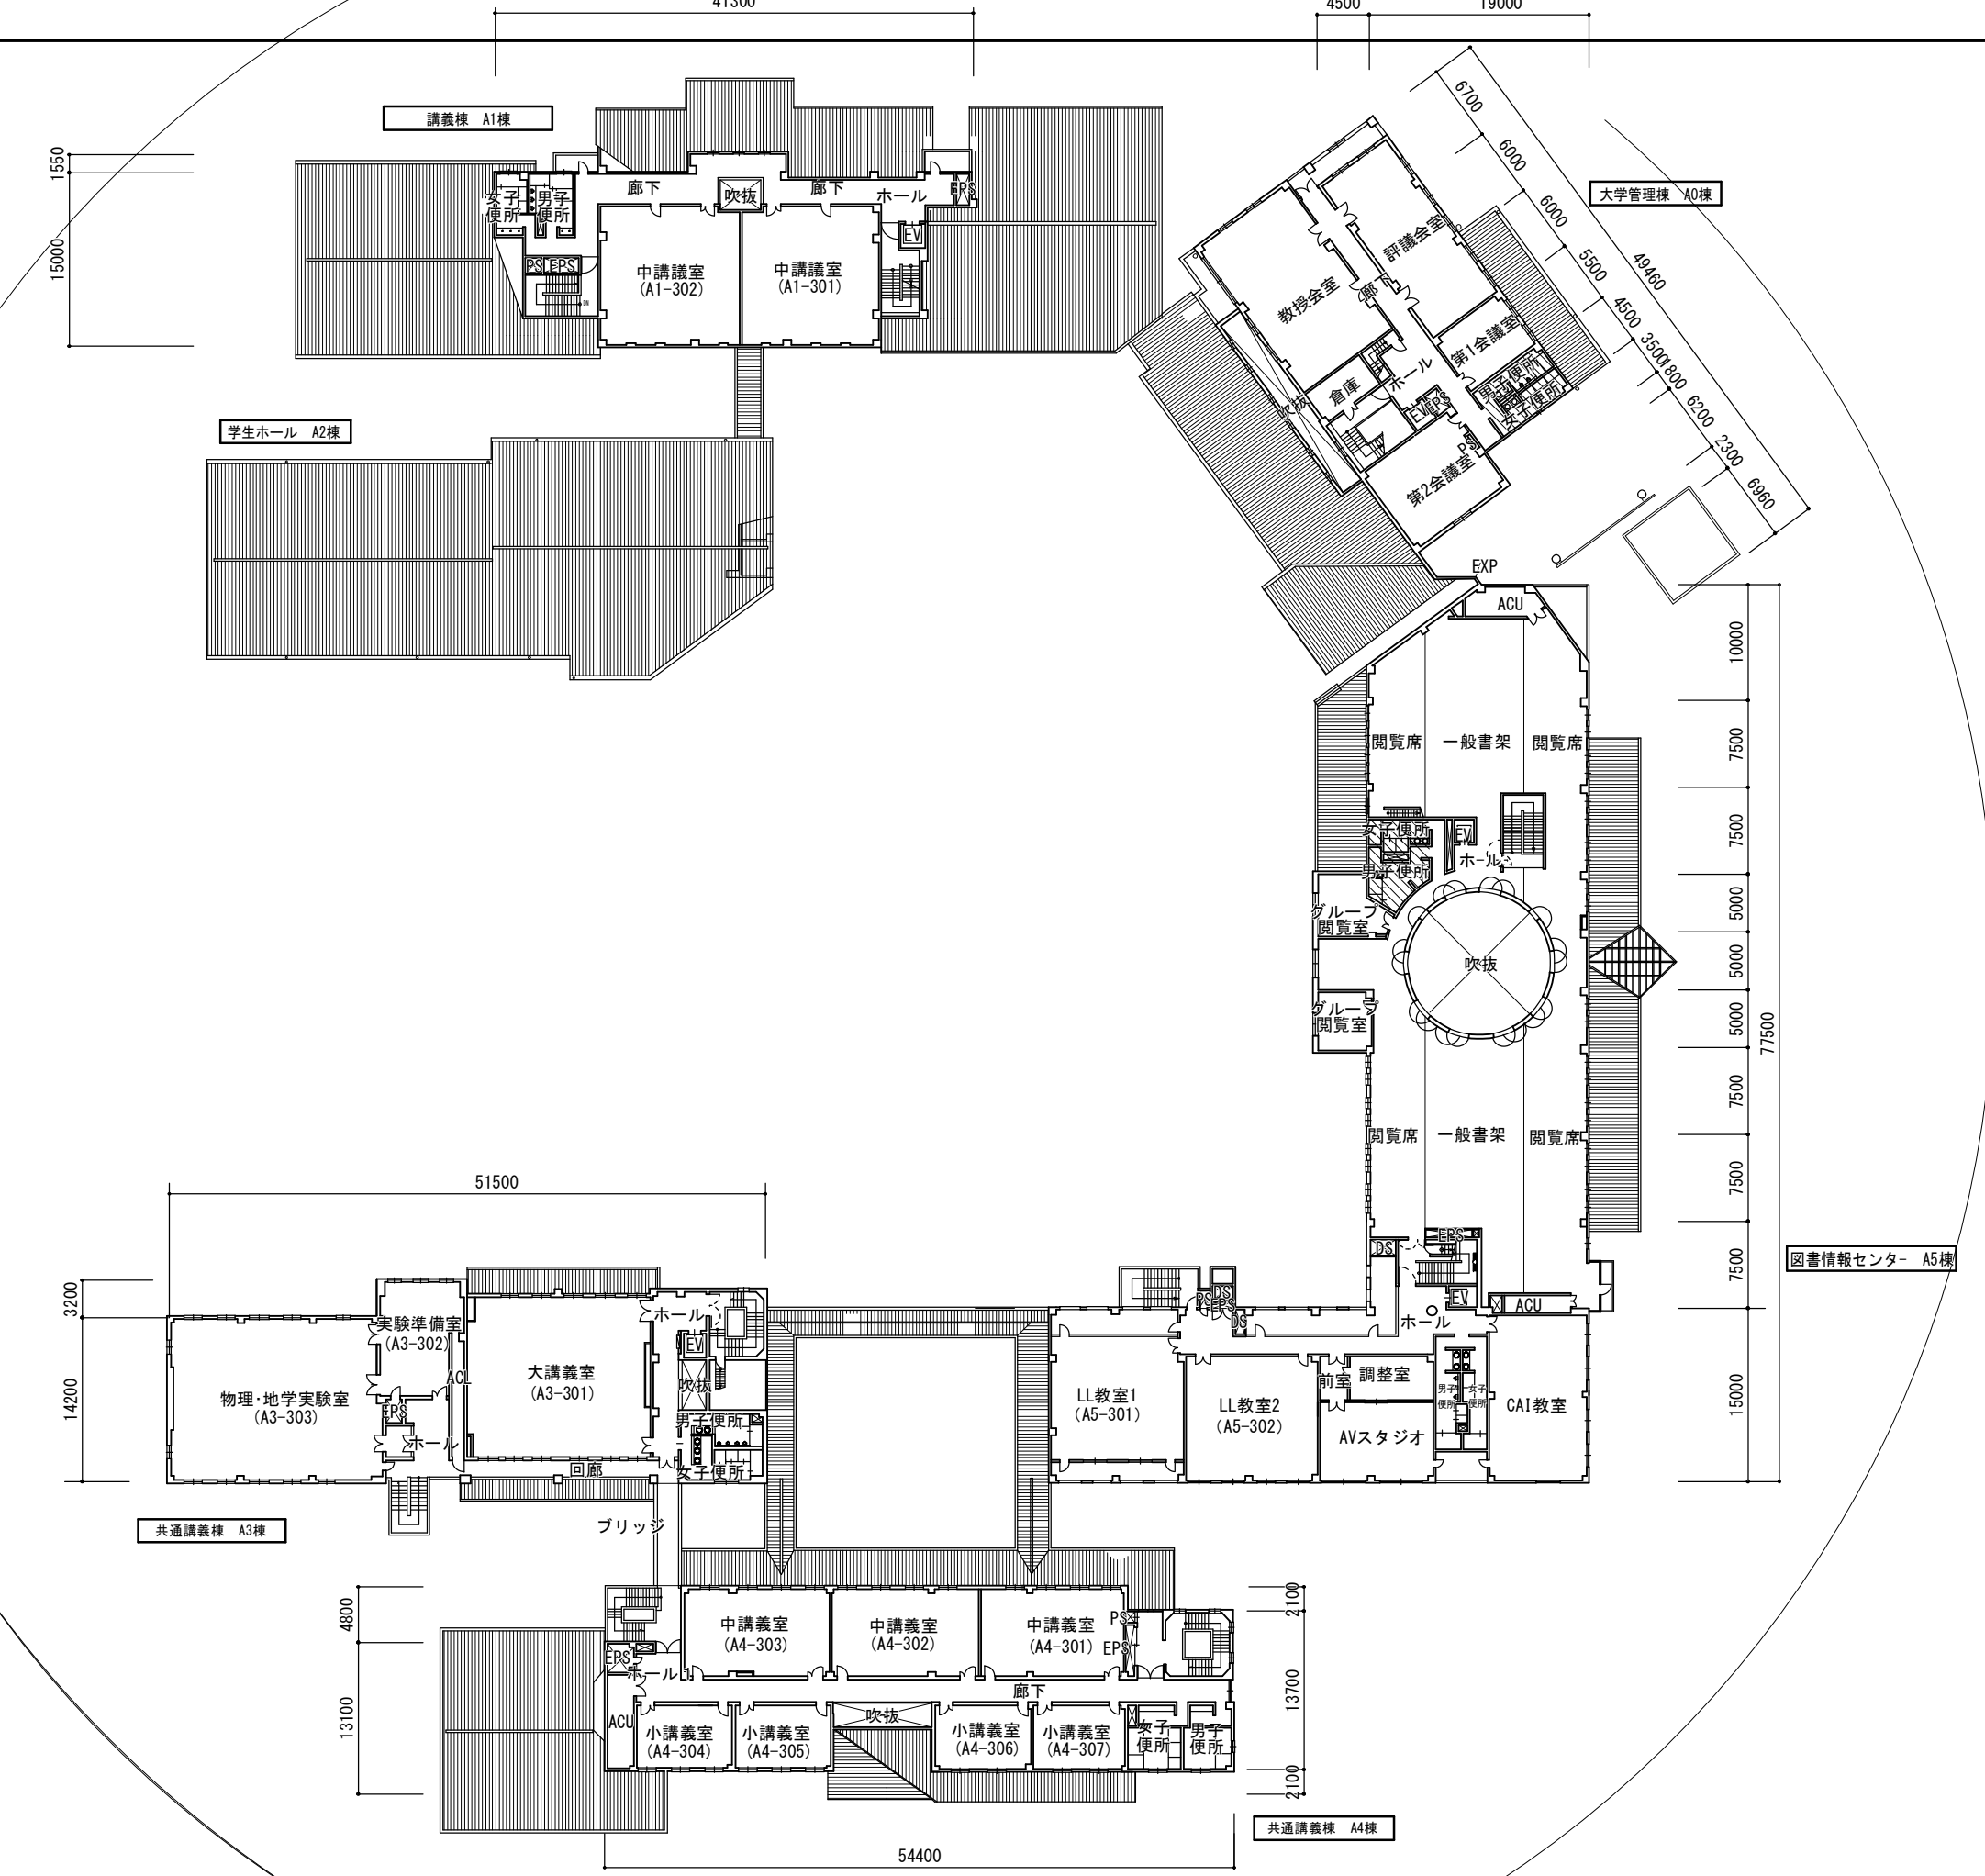 41300
4500
19000
講義棟 A1棟
1550
15000
女子
便所
男子
便所
廊下
吹抜
廊下
ホール
EPS
EV
PS
EPS
中講議室
(A1-302)
中講議室
(A1-301)
学生ホール A2棟
大学管理棟 A0棟
6700
6000
6000
5500
4500
3500
1800
6200
2300
6960
49460
評議会室
教授会室
廊下
第1会議室
倉庫
ホール
吹抜
EV
EPS
男子便所
女子便所
PS
第2会議室
EXP
ACU
10000
7500
7500
5000
5000
5000
7500
7500
7500
15000
77500
閲覧席
一般書架
閲覧席
女子便所
男子便所
EV
ホール
グループ
閲覧室
吹抜
グループ
閲覧室
閲覧席
一般書架
閲覧席
EPS
DS
EV
ACU
ホール
図書情報センター A5棟
PS
DS
EPS
DS
LL教室1
(A5-301)
LL教室2
(A5-302)
前室
調整室
AVスタジオ
男子
便所
女子
便所
CAI教室
51500
3200
14200
実験準備室
(A3-302)
物理・地学実験室
(A3-303)
EPS
ホール
大講義室
(A3-301)
ホール
EV
吹抜
男子便所
女子便所
回廊
共通講義棟 A3棟
ブリッジ
4800
13100
中講義室
(A4-303)
中講義室
(A4-302)
中講義室
(A4-301)
PS
EPS
EPS
ホール
廊下
ACU
小講義室
(A4-304)
小講義室
(A4-305)
吹抜
小講義室
(A4-306)
小講義室
(A4-307)
女子
便所
男子
便所
2100
13700
2100
共通講義棟 A4棟
54400